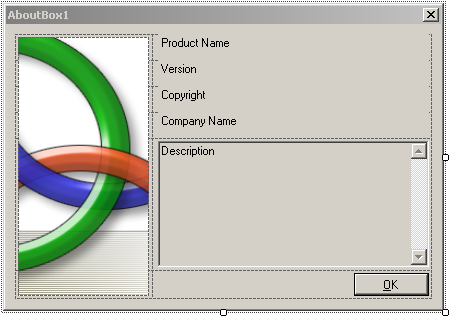 AboutBox1
Product Name
Version
Copyright
Company Name
Description
OK